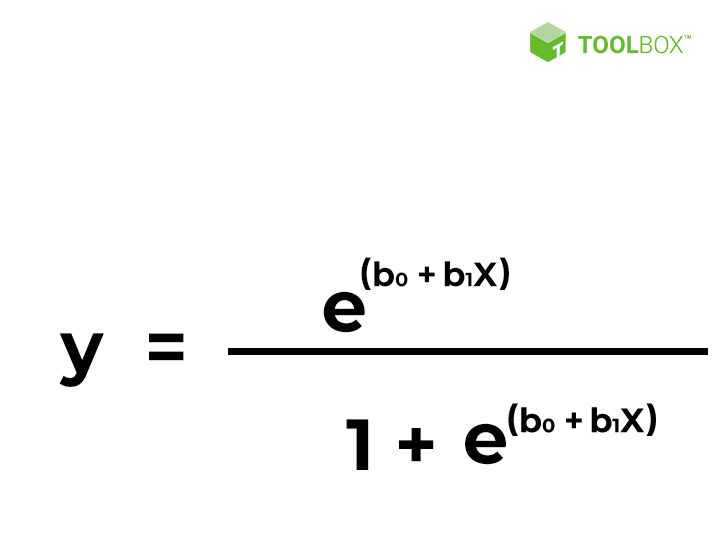 TOOLBOX™
e(b₀ + b₁X)
y =
1 + e(b₀ + b₁X)